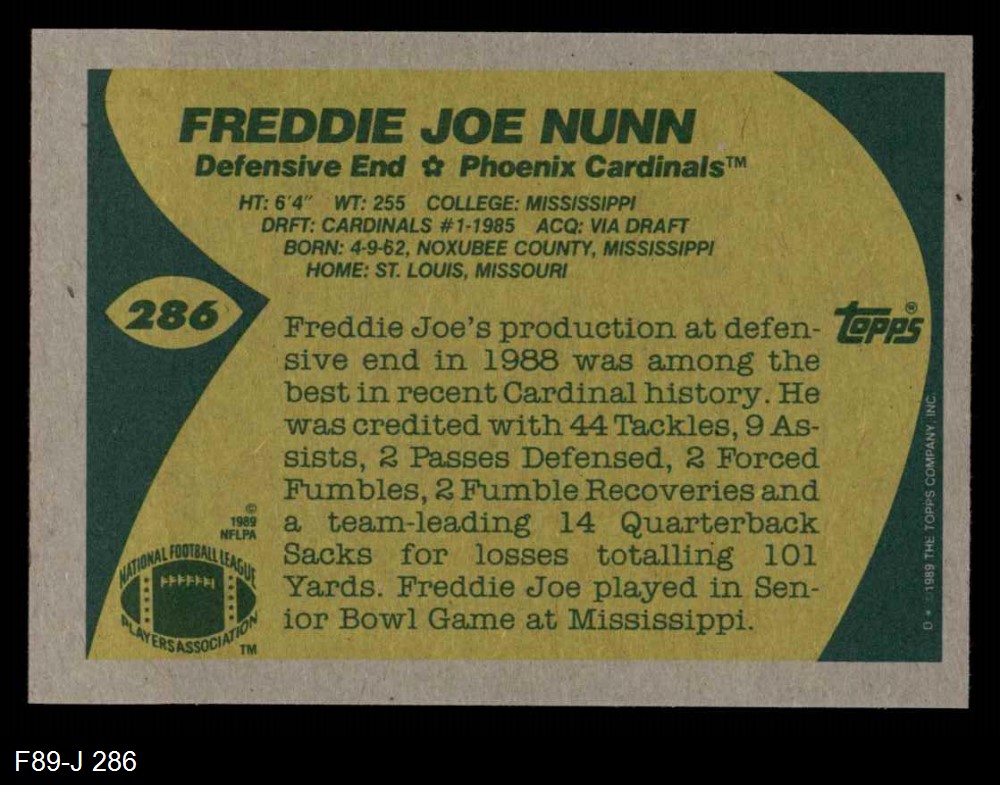 FREDDIE JOE NUNN
Defensive End ✿ Phoenix Cardinals™
HT: 6'4" WT: 255 COLLEGE: MISSISSIPPI
DRFT: CARDINALS #1-1985 ACQ: VIA DRAFT
BORN: 4-9-62, NOXUBEE COUNTY, MISSISSIPPI
HOME: ST. LOUIS, MISSOURI
286
Topps®
Freddie Joe's production at defen-
sive end in 1988 was among the
best in recent Cardinal history. He
was credited with 44 Tackles, 9 As-
sists, 2 Passes Defensed, 2 Forced
Fumbles, 2 Fumble Recoveries and
a team-leading 14 Quarterback
Sacks for losses totalling 101
Yards. Freddie Joe played in Sen-
ior Bowl Game at Mississippi.
©
1989
NFLPA
NATIONAL FOOTBALL LEAGUE
PLAYERS ASSOCIATION
TM
D* 1989 THE TOPPS COMPANY, INC.
F89-J 286